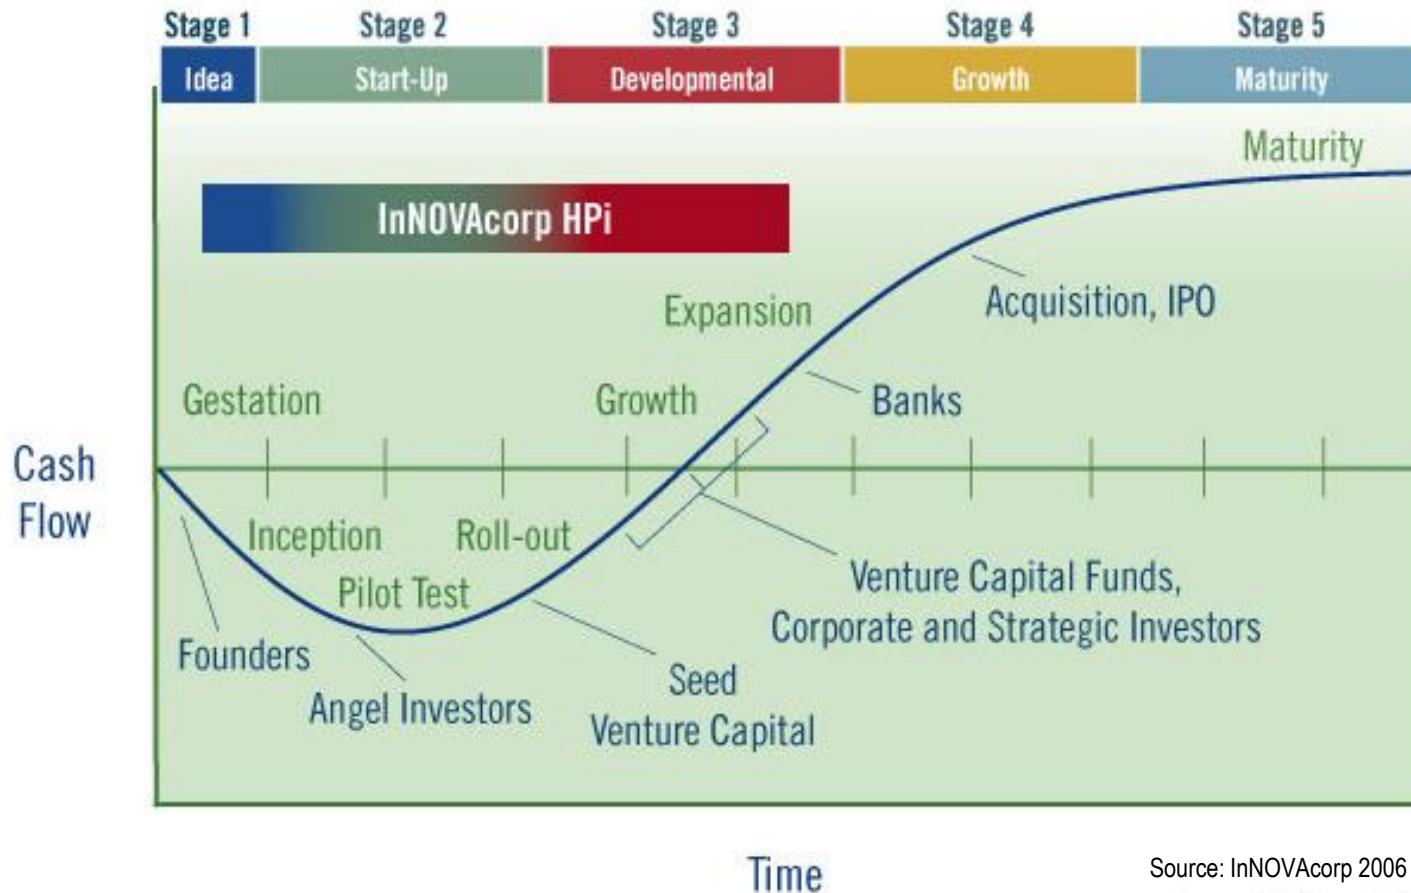 Stage 1
Stage 2
Stage 3
Stage 4
Stage 5
Idea
Start-Up
Developmental
Growth
Maturity
Maturity
InNOVAcorp HPi
Acquisition, IPO
Expansion
Gestation
Growth
Banks
Cash
Flow
Inception
Roll-out
Pilot Test
Venture Capital Funds,
Corporate and Strategic Investors
Founders
Angel Investors
Seed
Venture Capital
Time
Source: InNOVAcorp 2006